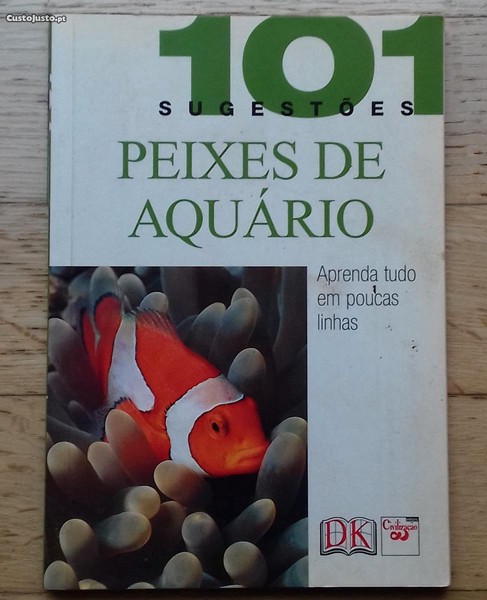 CustoJusto.pt
101
SUGESTÕES
PEIXES DE
AQUÁRIO
Aprenda tudo
em poucas
linhas
DK
Civilização